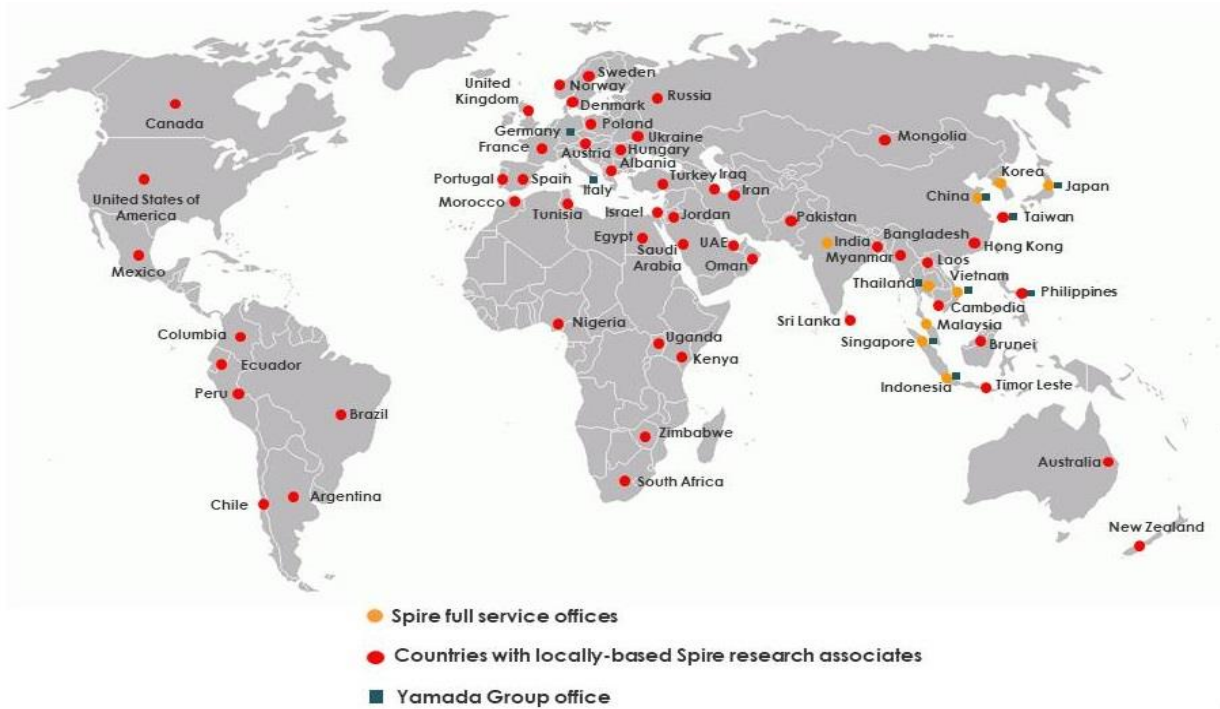 Sweden
United
Kingdom
Norway
Russia
Denmark
Canada
Germany
Poland
Ukraine
Mongolia
France
Austria
Hungary
Albania
Korea
Portugal
Spain
Italy
Turkey
Iraq
Iran
China
Japan
United States of
America
Morocco
Tunisia
Israel
Jordan
Pakistan
Taiwan
Bangladesh
Egypt
Saudi
Arabia
UAE
India
Hong Kong
Mexico
Oman
Myanmar
Laos
Thailand
Vietnam
Philippines
Cambodia
Columbia
Nigeria
Sri Lanka
Malaysia
Uganda
Singapore
Brunei
Ecuador
Kenya
Peru
Indonesia
Timor Leste
Brazil
Zimbabwe
Australia
South Africa
Chile
Argentina
New Zealand
Spire full service offices
Countries with locally-based Spire research associates
Yamada Group office